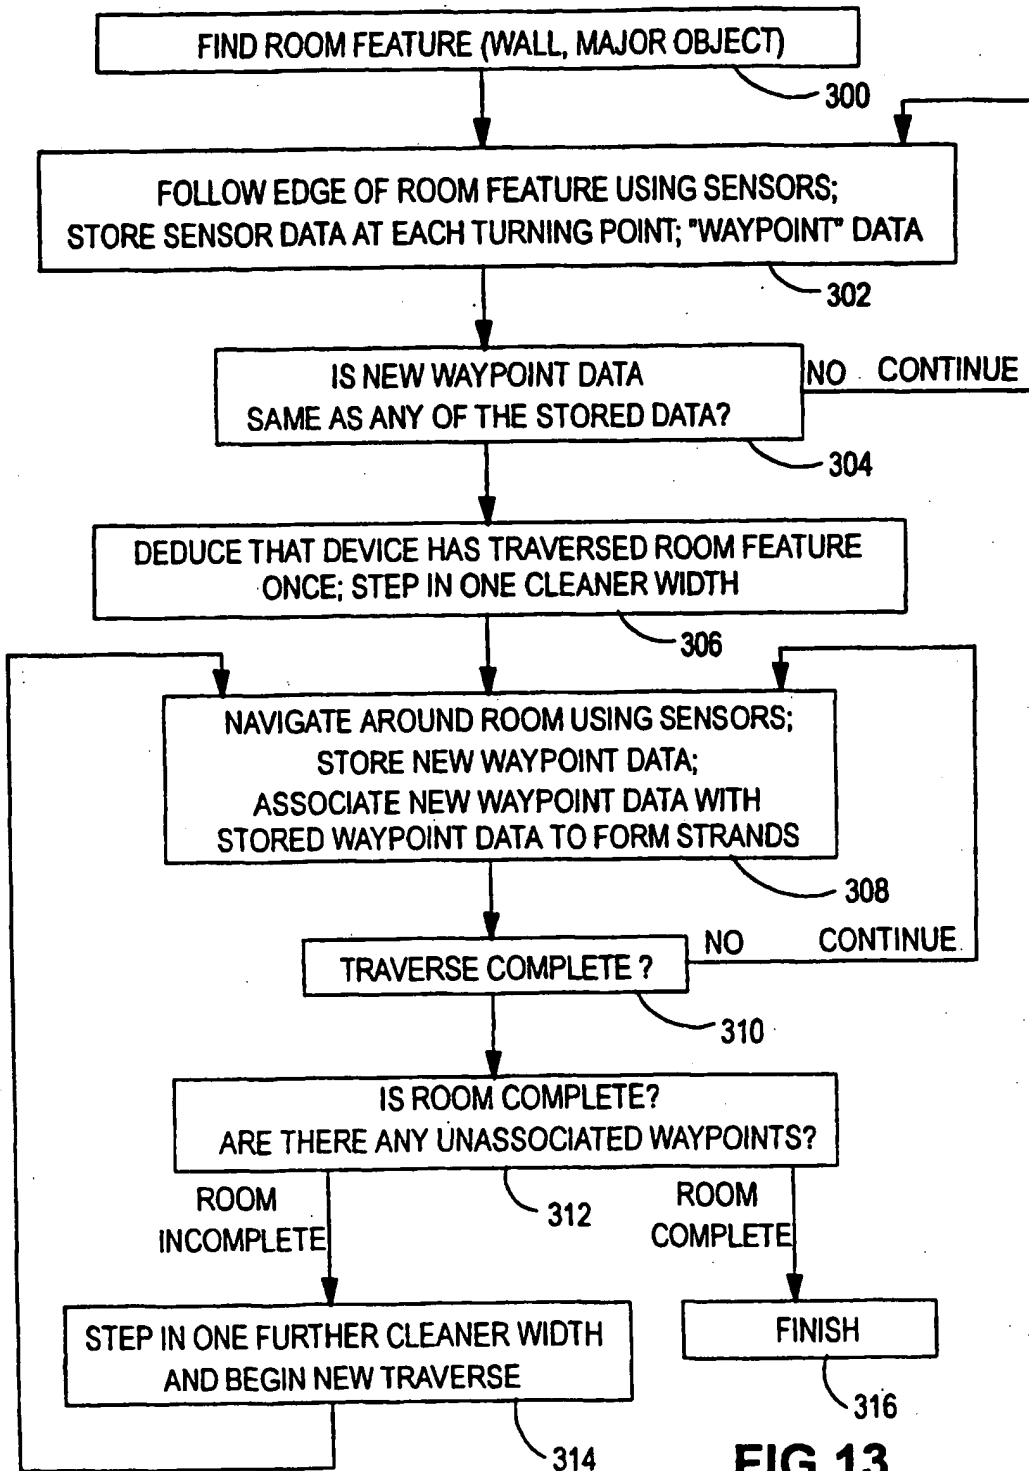 FIND ROOM FEATURE (WALL, MAJOR OBJECT)
300
FOLLOW EDGE OF ROOM FEATURE USING SENSORS;
STORE SENSOR DATA AT EACH TURNING POINT; "WAYPOINT" DATA
302
IS NEW WAYPOINT DATA
SAME AS ANY OF THE STORED DATA?
NO CONTINUE
304
DEDUCE THAT DEVICE HAS TRAVERSED ROOM FEATURE
ONCE; STEP IN ONE CLEANER WIDTH
306
NAVIGATE AROUND ROOM USING SENSORS;
STORE NEW WAYPOINT DATA;
ASSOCIATE NEW WAYPOINT DATA WITH
STORED WAYPOINT DATA TO FORM STRANDS
308
TRAVERSE COMPLETE ?
NO CONTINUE
310
IS ROOM COMPLETE?
ARE THERE ANY UNASSOCIATED WAYPOINTS?
312
ROOM
INCOMPLETE
ROOM
COMPLETE
STEP IN ONE FURTHER CLEANER WIDTH
AND BEGIN NEW TRAVERSE
314
FINISH
316
FIG 13